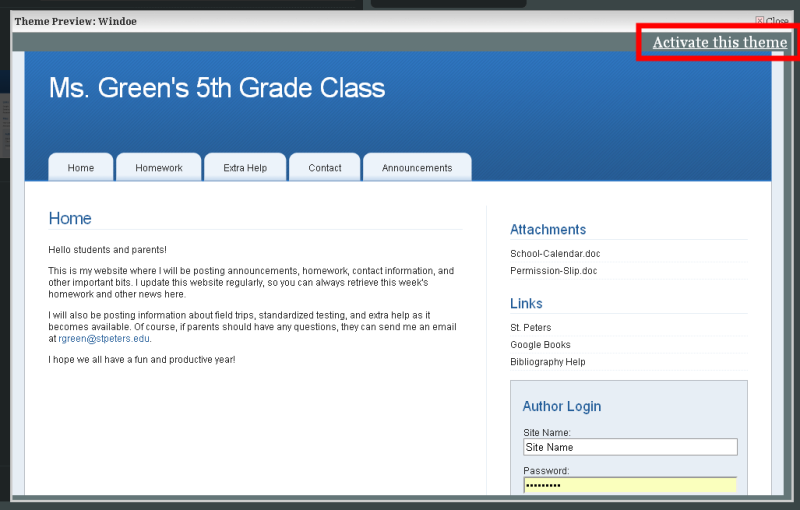 Theme Preview: Windoe
Close
Activate this theme
Ms. Green's 5th Grade Class
Home
Homework
Extra Help
Contact
Announcements
Home
Hello students and parents!
This is my website where I will be posting announcements, homework, contact information, and
other important bits. I update this website regularly, so you can always retrieve this week's
homework and other news here.
I will also be posting information about field trips, standardized testing, and extra help as it
becomes available. Of course, if parents should have any questions, they can send me an email
at rgreen@stpeters.edu.
I hope we all have a fun and productive year!
Attachments
School-Calendar.doc
Permission-Slip.doc
Links
St. Peters
Google Books
Bibliography Help
Author Login
Site Name:
Site Name
Password:
•••••••••